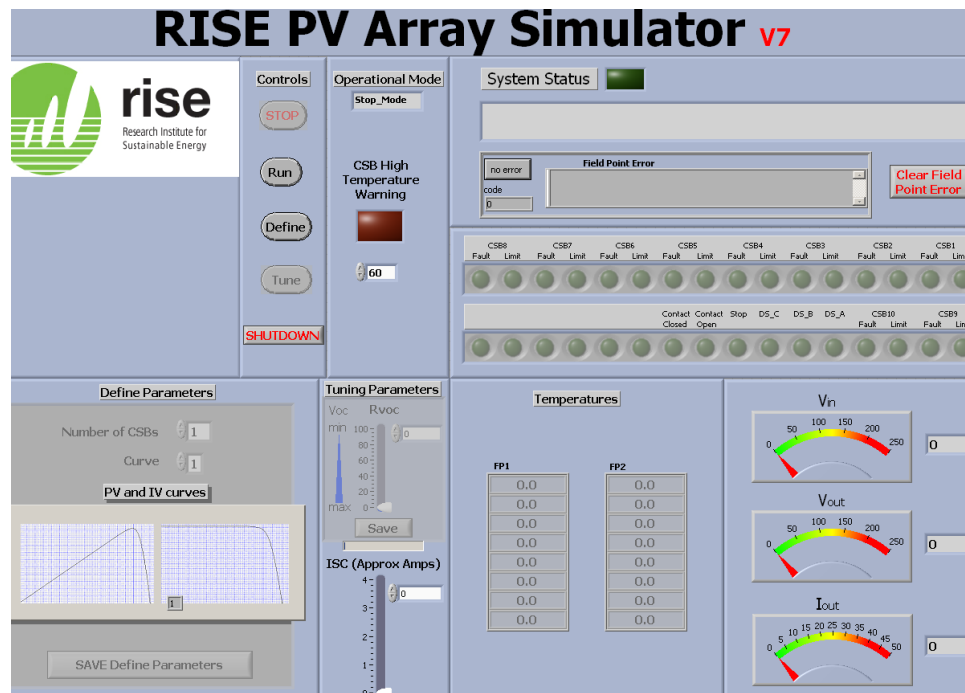 RISE PV Array Simulator V7
rise
Research Institute for
Sustainable Energy
Controls
STOP
Run
Define
Tune
SHUTDOWN
Operational Mode
Stop_Mode
CSB High
Temperature
Warning
60
System Status
no error
code
0
Field Point Error
Clear Field
Point Error
CSB8 CSB7 CSB6 CSB5 CSB4 CSB3 CSB2 CSB1
Fault Limit Fault Limit Fault Limit Fault Limit Fault Limit Fault Limit Fault Limit Fault Lim
Contact Contact Stop DS_C DS_B DS_A CSB10 CSB9
Closed Open Fault Limit Fault Lin
Define Parameters
Number of CSBs 1
Curve 1
PV and IV curves
1
SAVE Define Parameters
Tuning Parameters
Voc Rvoc
min
max
100
80
60
40
20
0
0
Save
ISC (Approx Amps)
0
4
3
2
1
0
Temperatures
FP1 FP2
0.0 0.0
0.0 0.0
0.0 0.0
0.0 0.0
0.0 0.0
0.0 0.0
0.0 0.0
0.0 0.0
Vin
0 50 100 150 200 250
0
Vout
0 50 100 150 200 250
0
Iout
0 5 10 15 20 25 30 35 40 45 50
0